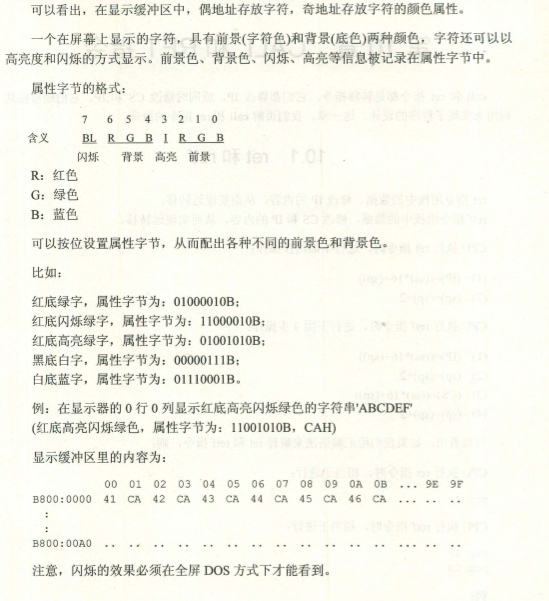 可以看出，在显示缓冲区中，偶地址存放字符，奇地址存放字符的颜色属性。
一个在屏幕上显示的字符，具有前景(字符色)和背景(底色)两种颜色，字符还可以以
高亮度和闪烁的方式显示。前景色、背景色、闪烁、高亮等信息被记录在属性字节中。
属性字节的格式：
7 6 5 4 3 2 1 0
含义 BL R G B I R G B
闪烁 背景 高亮 前景
R：红色
G：绿色
B：蓝色
可以按位设置属性字节，从而配出各种不同的前景色和背景色。
比如：
红底绿字，属性字节为：01000010B；
红底闪烁绿字，属性字节为：11000010B；
红底高亮绿字，属性字节为：01001010B；
黑底白字，属性字节为：00000111B；
白底蓝字，属性字节为：01110001B。
例：在显示器的 0 行 0 列显示红底高亮闪烁绿色的字符串'ABCDEF'
(红底高亮闪烁绿色，属性字节为：11001010B，CAH)
显示缓冲区里的内容为：
00 01 02 03 04 05 06 07 08 09 0A 0B ... 9E 9F
B800:0000 41 CA 42 CA 43 CA 44 CA 45 CA 46 CA ... .. ..
:
:
B800:00A0 .. .. .. .. .. .. .. .. .. .. .. .. ... .. ..
注意，闪烁的效果必须在全屏 DOS 方式下才能看到。